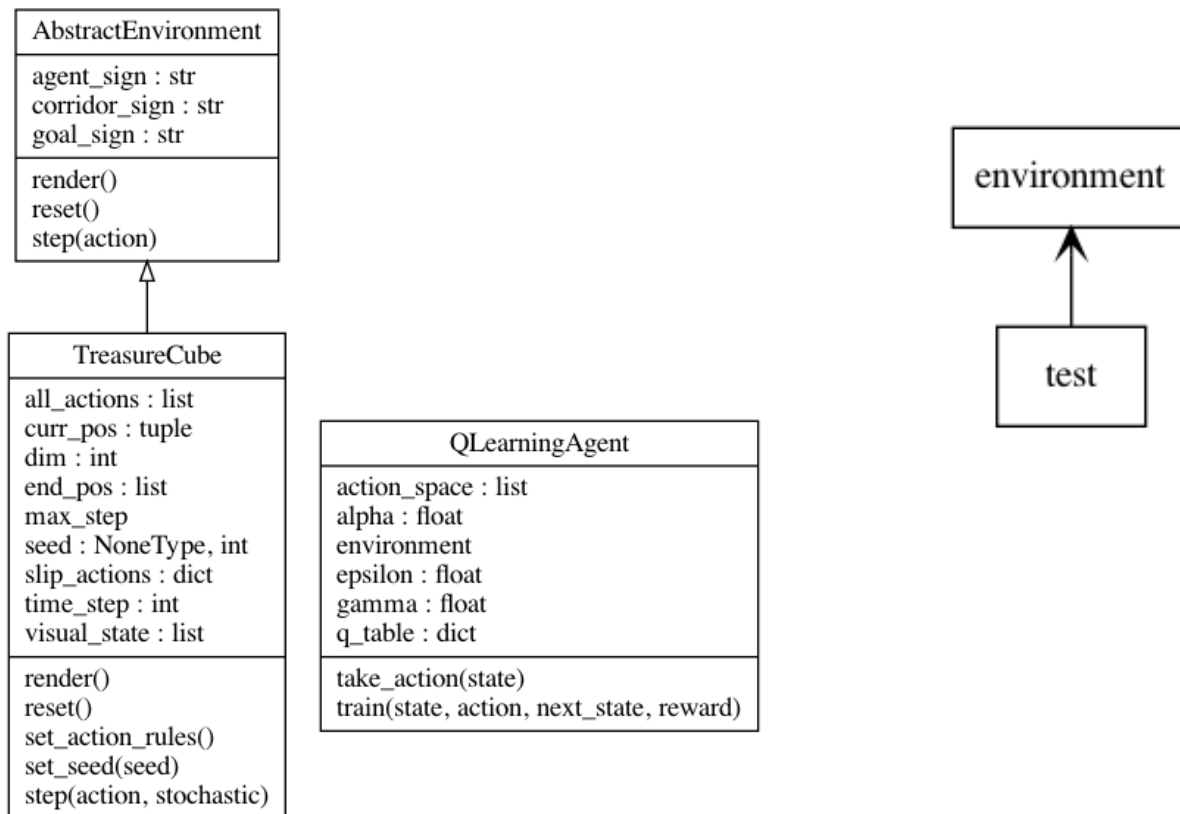 AbstractEnvironment
agent_sign : str
corridor_sign : str
goal_sign : str
render()
reset()
step(action)
TreasureCube
all_actions : list
curr_pos : tuple
dim : int
end_pos : list
max_step
seed : NoneType, int
slip_actions : dict
time_step : int
visual_state : list
render()
reset()
set_action_rules()
set_seed(seed)
step(action, stochastic)
QLearningAgent
action_space : list
alpha : float
environment
epsilon : float
gamma : float
q_table : dict
take_action(state)
train(state, action, next_state, reward)
environment
test